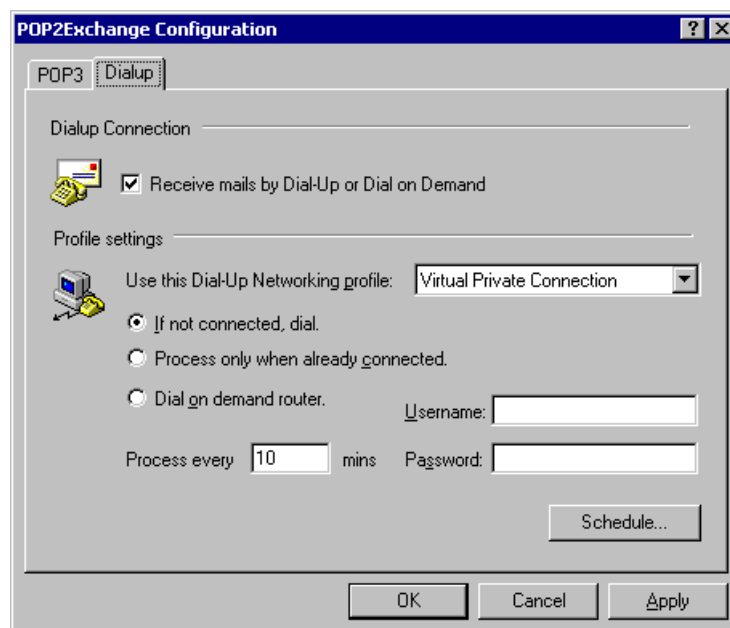 POP2Exchange Configuration
POP3 Dialup
Dialup Connection
Receive mails by Dial-Up or Dial on Demand
Profile settings
Use this Dial-Up Networking profile: Virtual Private Connection
If not connected, dial.
Process only when already connected.
Dial on demand router.
Username:
Process every 10 mins Password:
Schedule...
OK Cancel Apply